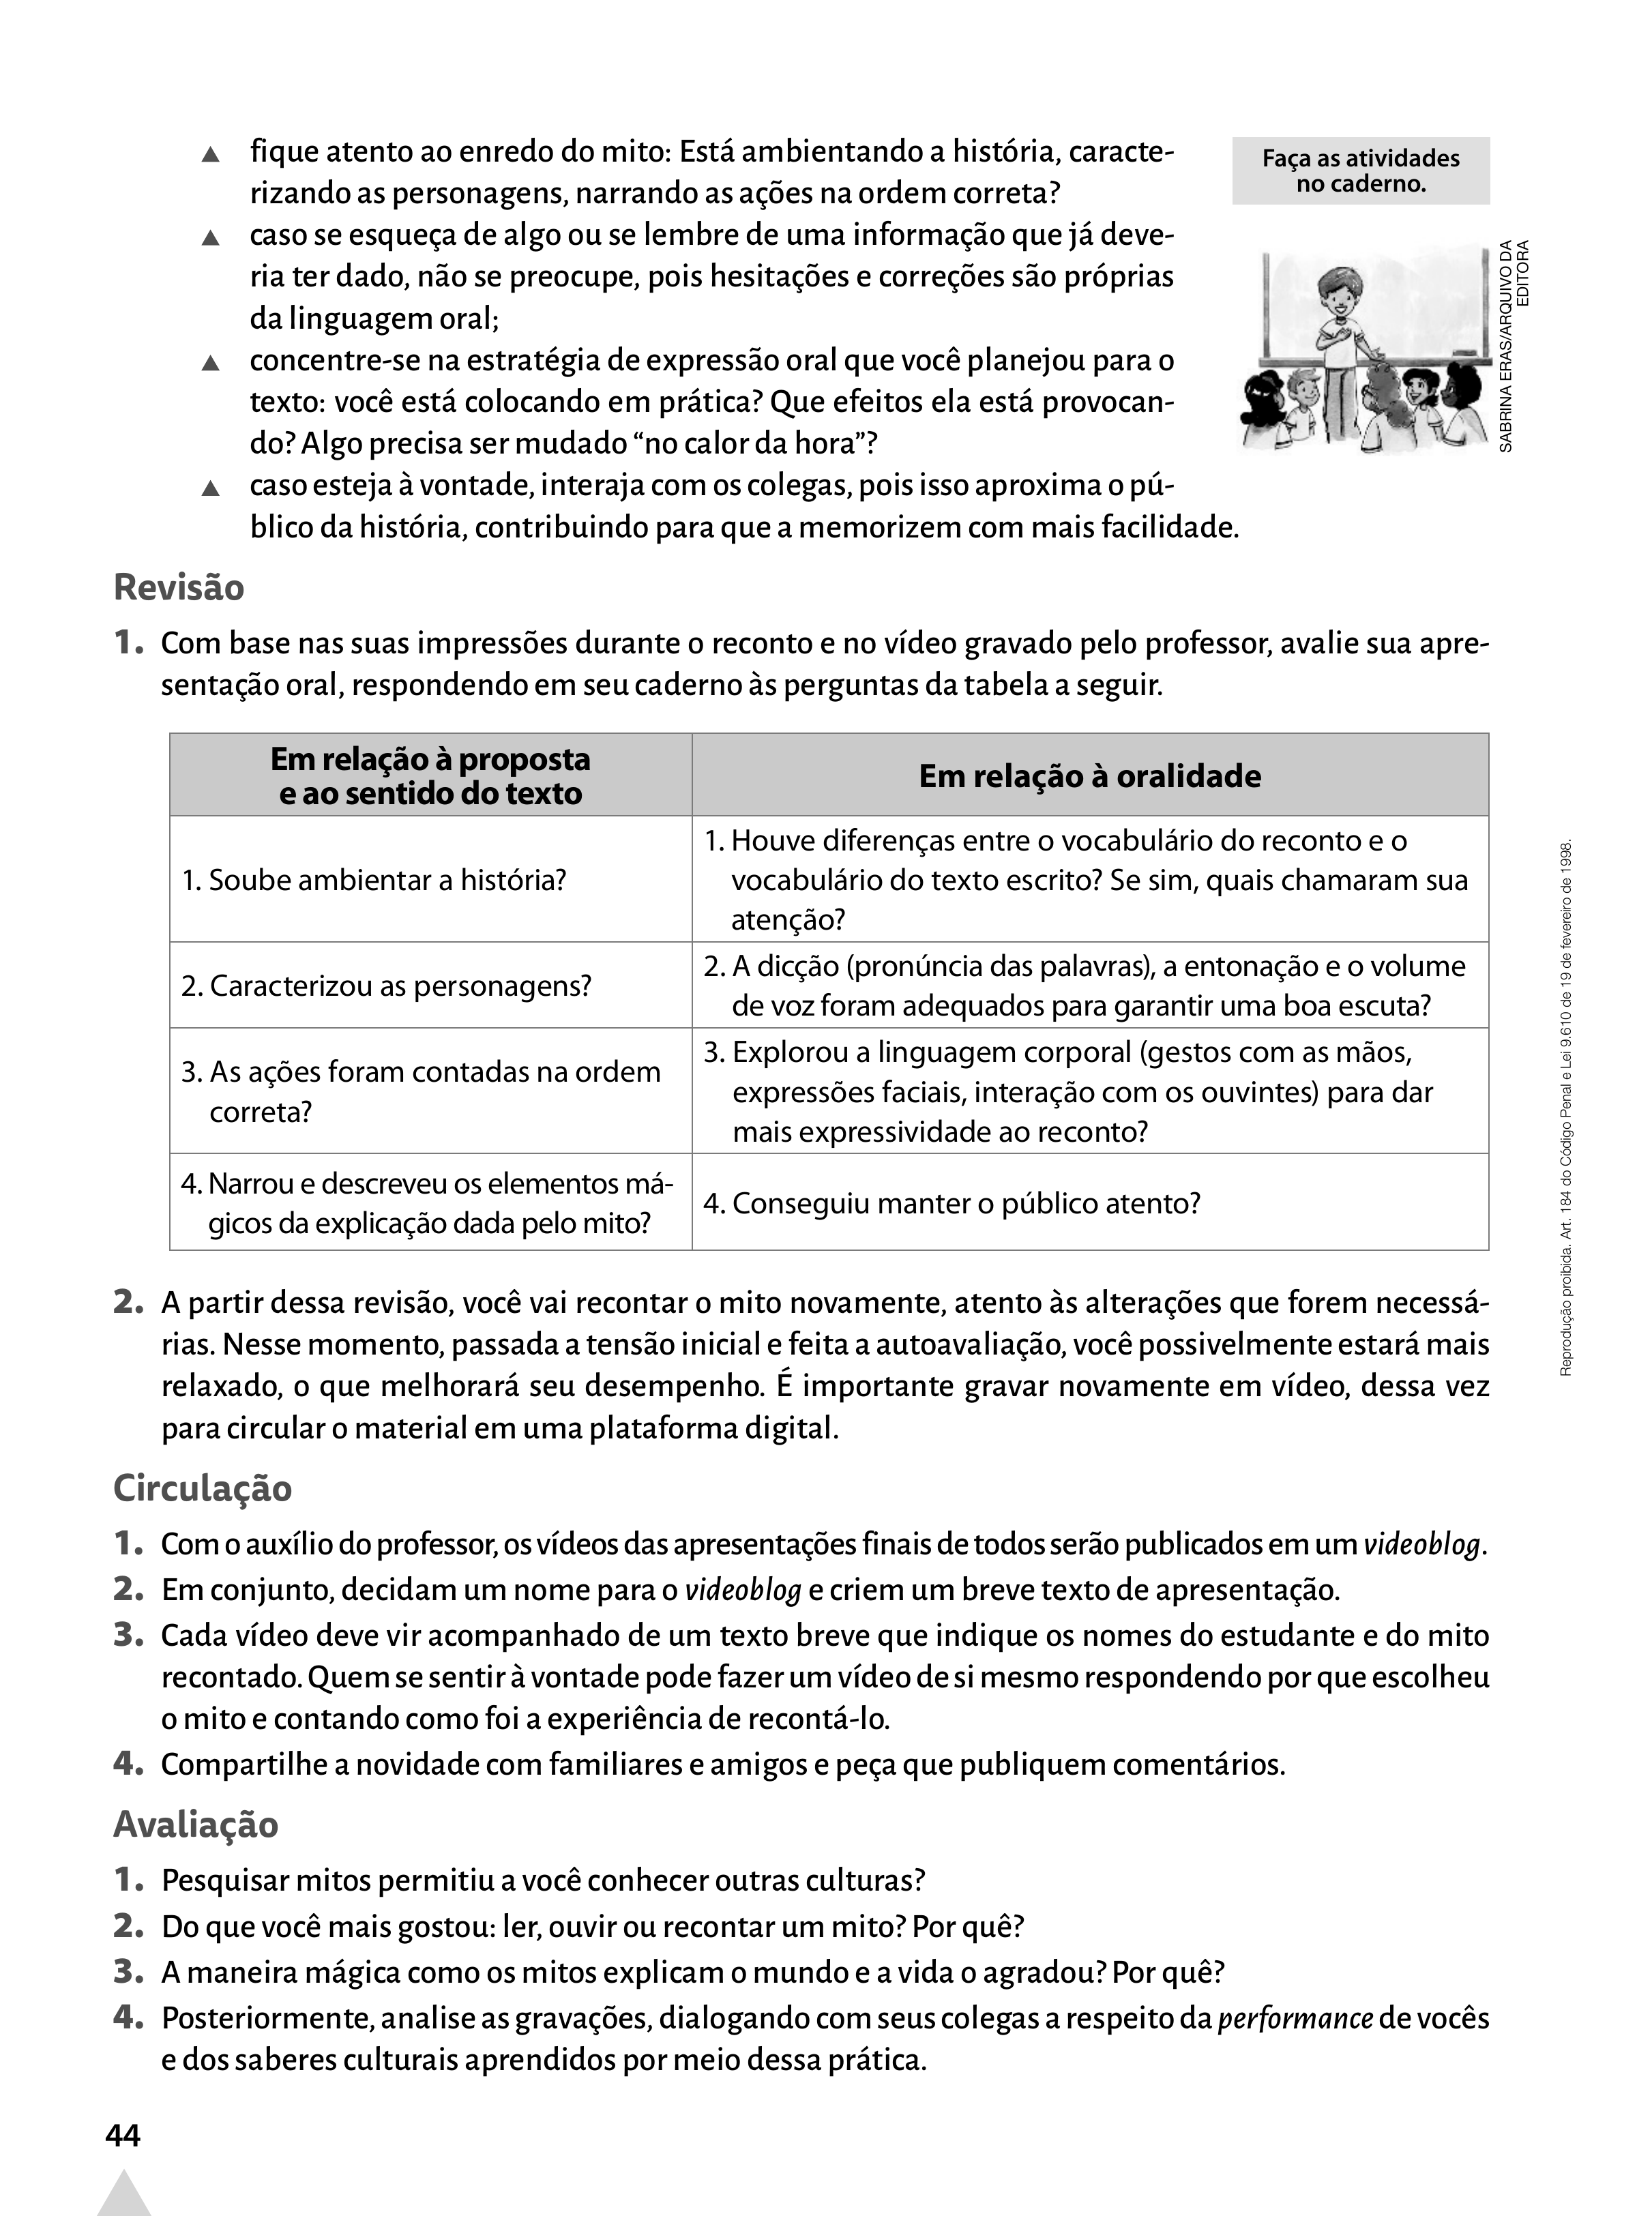 ▲ fique atento ao enredo do mito: Está ambientando a história, caracte-
rizando as personagens, narrando as ações na ordem correta?
▲ caso se esqueça de algo ou se lembre de uma informação que já deve-
ria ter dado, não se preocupe, pois hesitações e correções são próprias
da linguagem oral;
▲ concentre-se na estratégia de expressão oral que você planejou para o
texto: você está colocando em prática? Que efeitos ela está provocan-
do? Algo precisa ser mudado “no calor da hora”?
▲ caso esteja à vontade, interaja com os colegas, pois isso aproxima o pú-
blico da história, contribuindo para que a memorizem com mais facilidade.
Faça as atividades
no caderno.
SABRINA ERAS/ARQUIVO DA
EDITORA
Revisão
1. Com base nas suas impressões durante o reconto e no vídeo gravado pelo professor, avalie sua apre-
sentação oral, respondendo em seu caderno às perguntas da tabela a seguir.
Em relação à proposta
e ao sentido do texto
Em relação à oralidade
1. Soube ambientar a história?
1. Houve diferenças entre o vocabulário do reconto e o
vocabulário do texto escrito? Se sim, quais chamaram sua
atenção?
2. Caracterizou as personagens?
2. A dicção (pronúncia das palavras), a entonação e o volume
de voz foram adequados para garantir uma boa escuta?
3. As ações foram contadas na ordem
correta?
3. Explorou a linguagem corporal (gestos com as mãos,
expressões faciais, interação com os ouvintes) para dar
mais expressividade ao reconto?
4. Narrou e descreveu os elementos má-
gicos da explicação dada pelo mito?
4. Conseguiu manter o público atento?
2. A partir dessa revisão, você vai recontar o mito novamente, atento às alterações que forem necessá-
rias. Nesse momento, passada a tensão inicial e feita a autoavaliação, você possivelmente estará mais
relaxado, o que melhorará seu desempenho. É importante gravar novamente em vídeo, dessa vez
para circular o material em uma plataforma digital.
Circulação
1. Com o auxílio do professor, os vídeos das apresentações finais de todos serão publicados em um videoblog.
2. Em conjunto, decidam um nome para o videoblog e criem um breve texto de apresentação.
3. Cada vídeo deve vir acompanhado de um texto breve que indique os nomes do estudante e do mito
recontado. Quem se sentir à vontade pode fazer um vídeo de si mesmo respondendo por que escolheu
o mito e contando como foi a experiência de recontá-lo.
4. Compartilhe a novidade com familiares e amigos e peça que publiquem comentários.
Avaliação
1. Pesquisar mitos permitiu a você conhecer outras culturas?
2. Do que você mais gostou: ler, ouvir ou recontar um mito? Por quê?
3. A maneira mágica como os mitos explicam o mundo e a vida o agradou? Por quê?
4. Posteriormente, analise as gravações, dialogando com seus colegas a respeito da performance de vocês
e dos saberes culturais aprendidos por meio dessa prática.
Reprodução proibida. Art. 184 do Código Penal e Lei 9.610 de 19 de fevereiro de 1998.
44